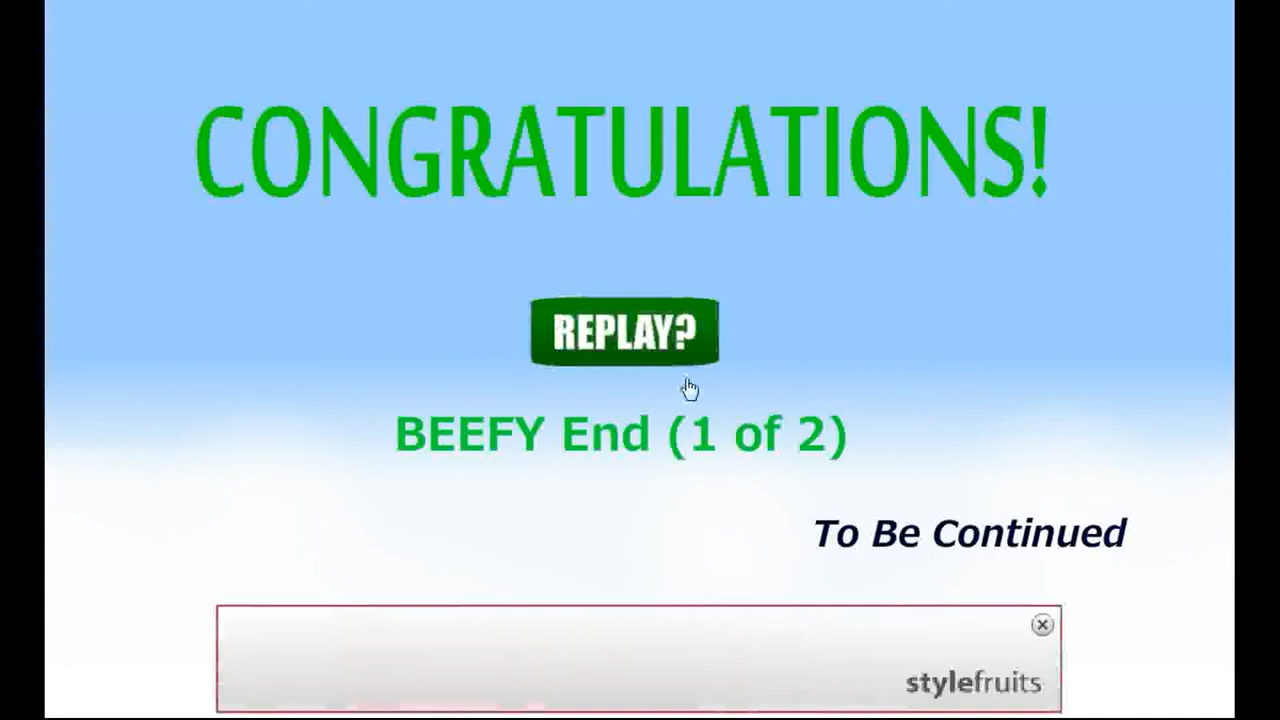 CONGRATULATIONS!
REPLAY?
BEEFY End (1 of 2)
To Be Continued
stylefruits